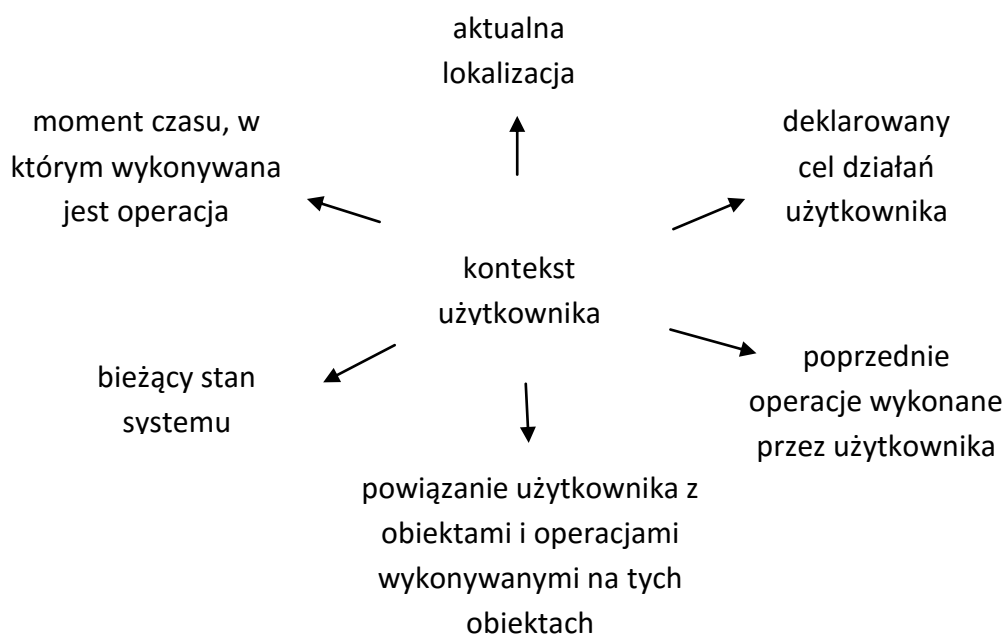 aktualna
lokalizacja
moment czasu, w
którym wykonywana
jest operacja
deklarowany
cel działań
użytkownika
kontekst
użytkownika
bieżący stan
systemu
poprzednie
operacje wykonane
przez użytkownika
powiązanie użytkownika z
obiektami i operacjami
wykonywanymi na tych
obiektach